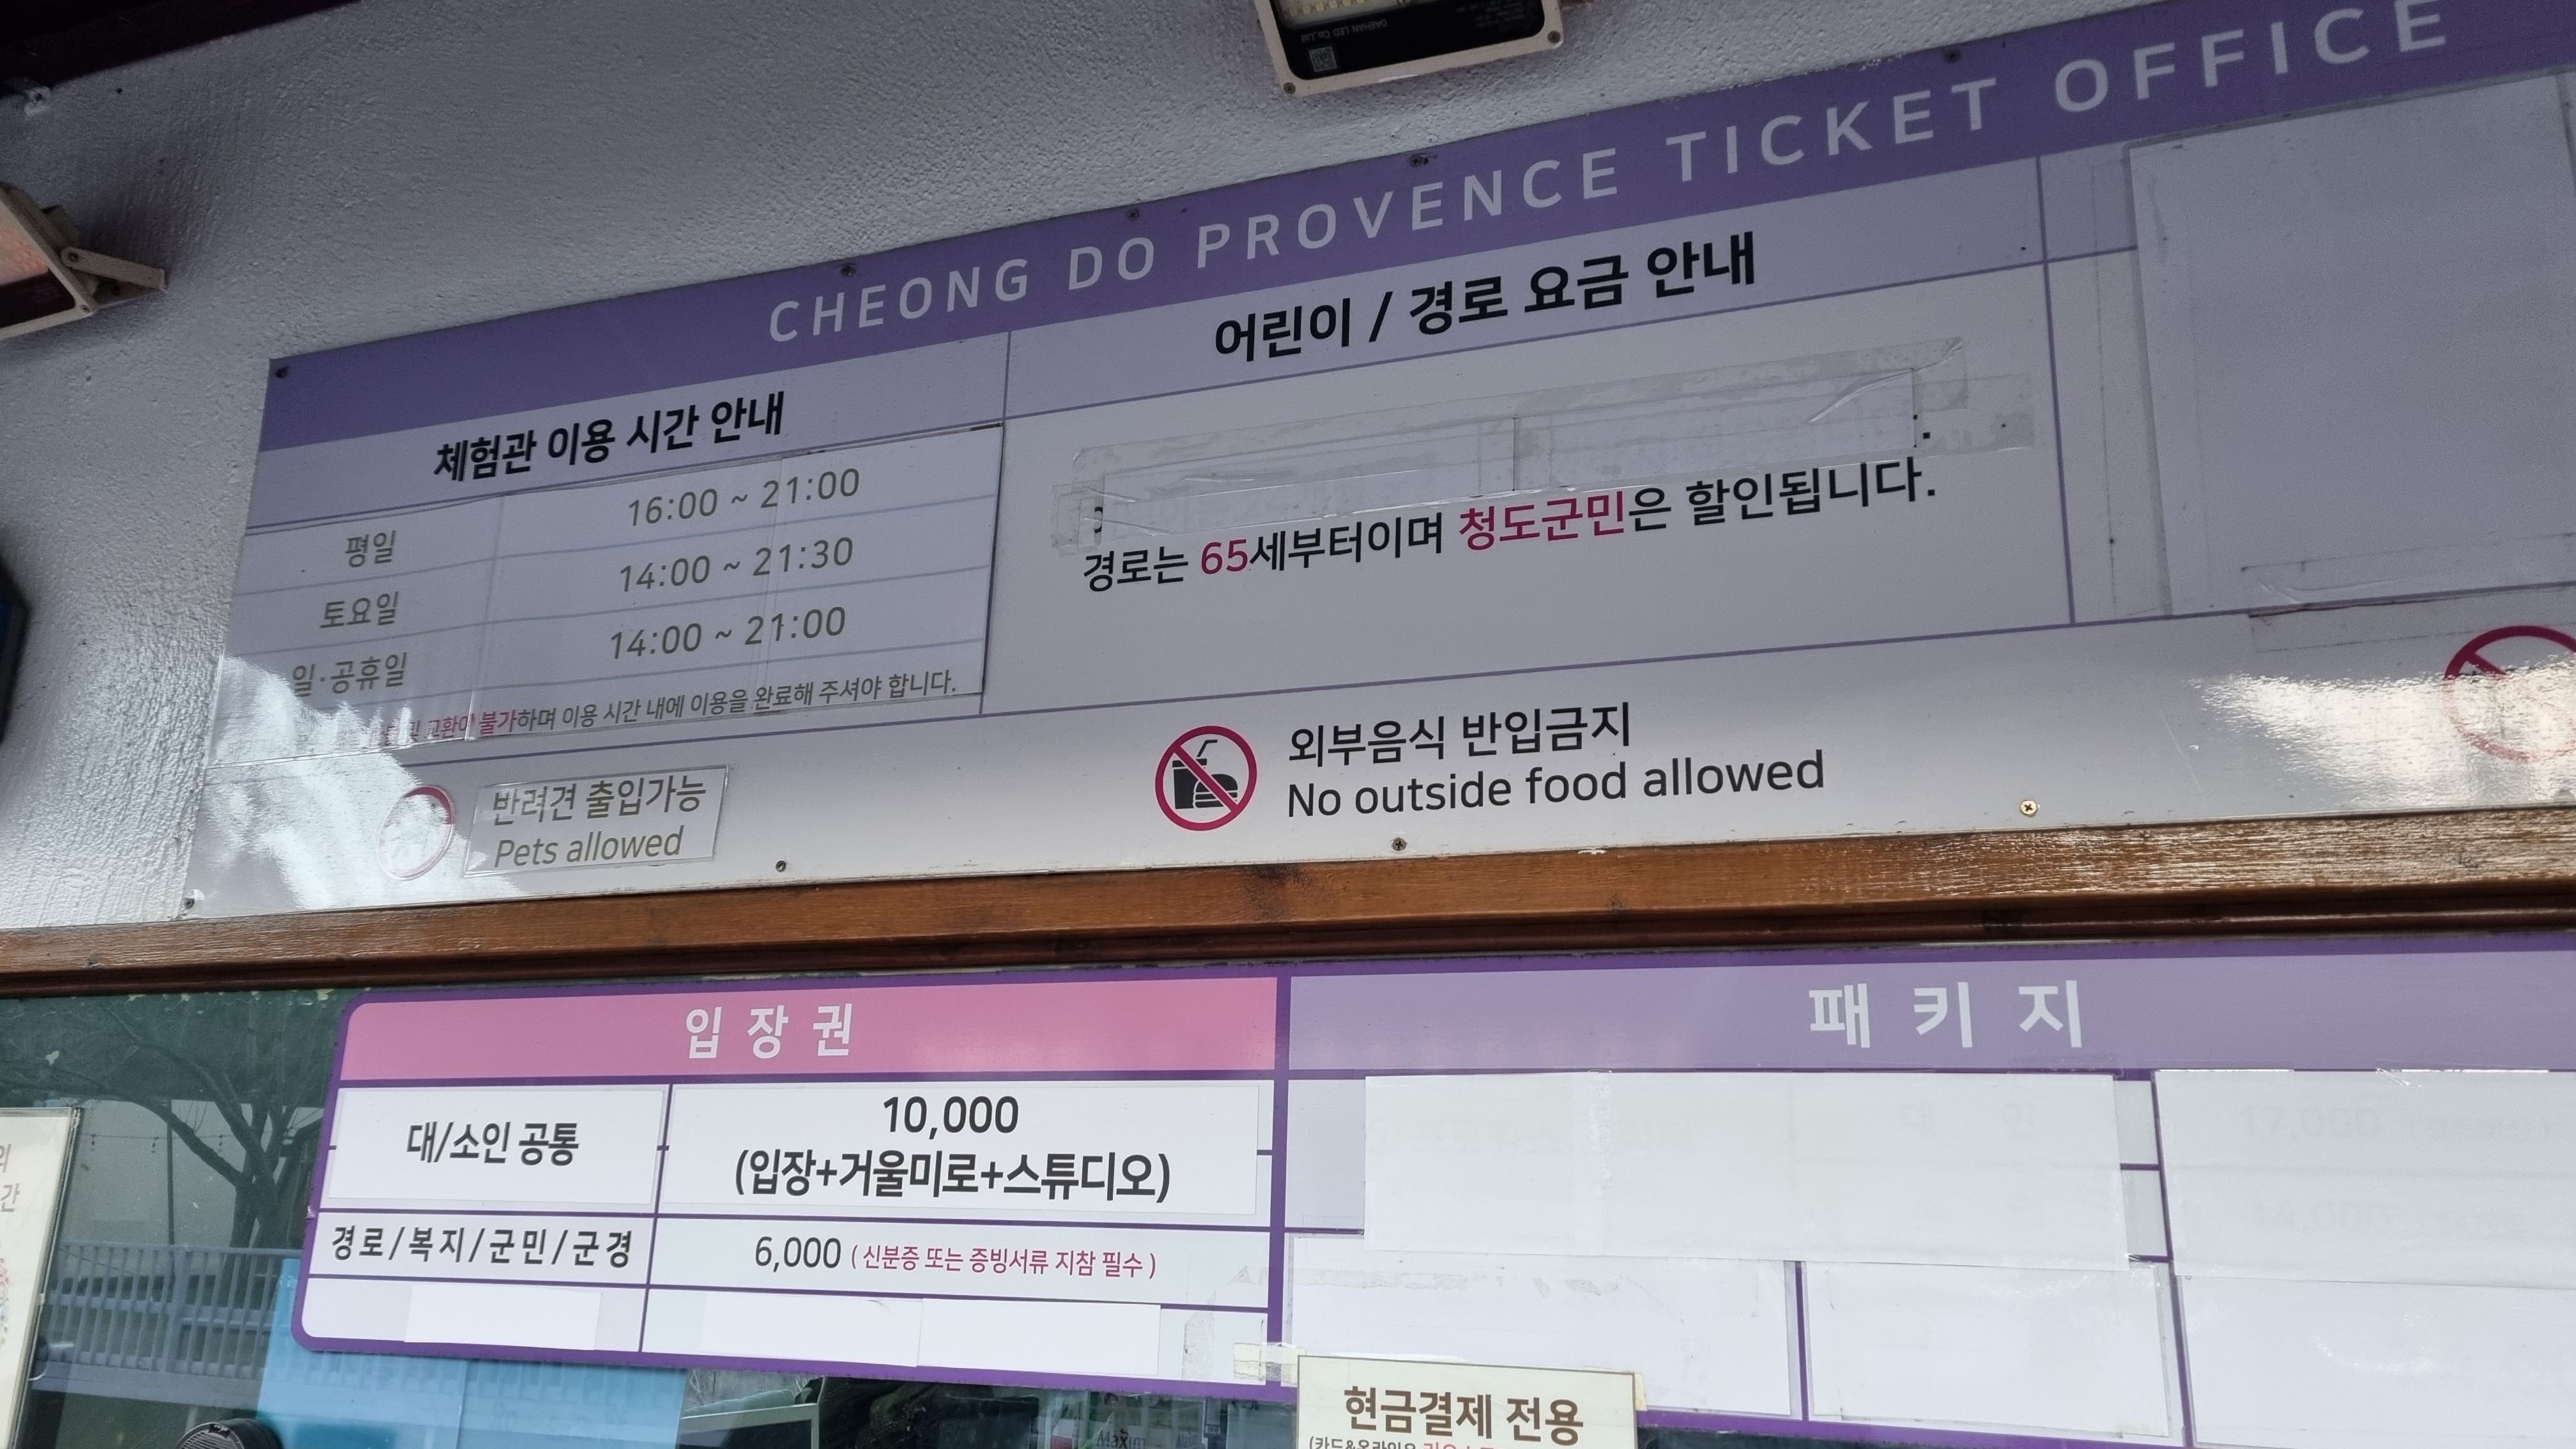 CHEONG DO PROVENCE TICKET OFFICE
체험관 이용 시간 안내
평일 16:00 ~ 21:00
토요일 14:00 ~ 21:30
일·공휴일 14:00 ~ 21:00
및 교환이 불가하며 이용 시간 내에 이용을 완료해 주셔야 합니다.
어린이 / 경로 요금 안내
경로는 65세부터이며 청도군민은 할인됩니다.
반려견 출입가능
Pets allowed
외부음식 반입금지
No outside food allowed
입장권
대/소인 공통
10,000
(입장+거울미로+스튜디오)
경로/복지/군민/군경
6,000 (신분증 또는 증빙서류 지참 필수)
패키지
현금결제 전용
DAEHAN LED Co.,Ltd